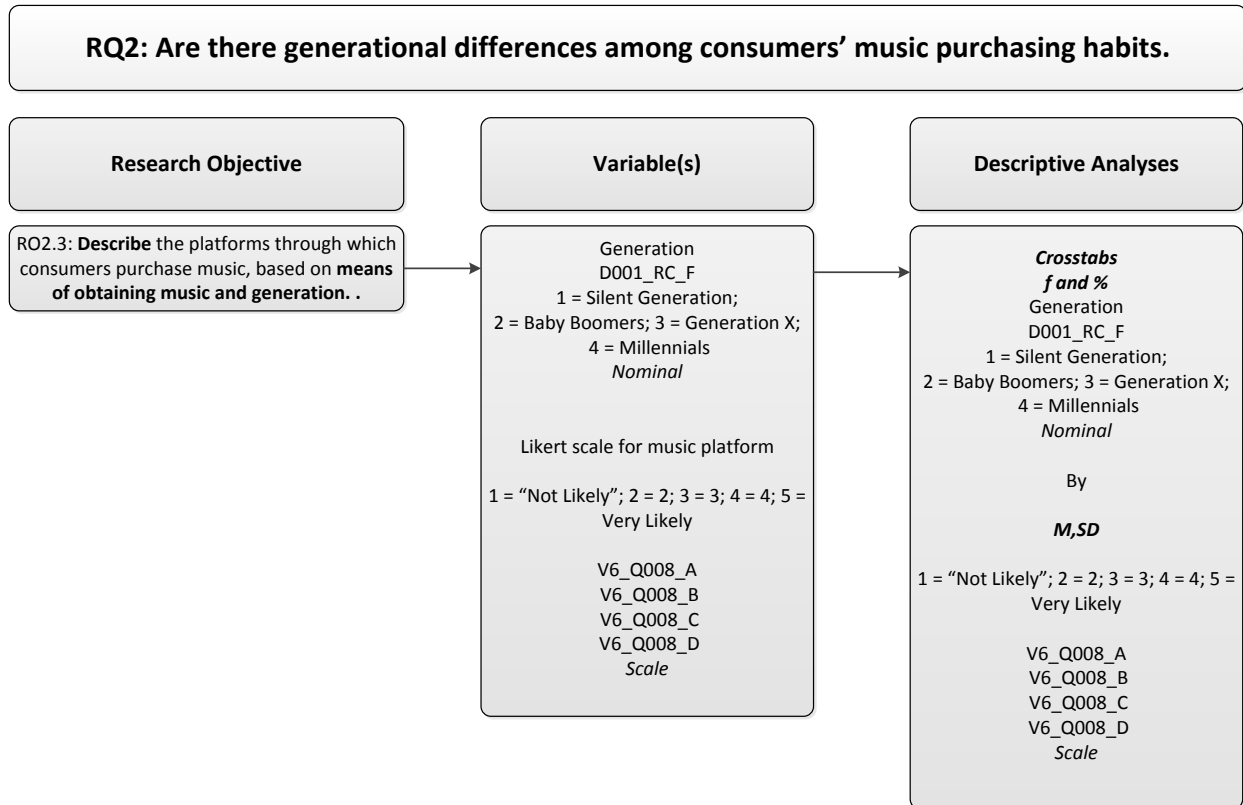 RQ2: Are there generational differences among consumers’ music purchasing habits.
Research Objective
RO2.3: Describe the platforms through which
consumers purchase music, based on means
of obtaining music and generation. .
Variable(s)
Generation
D001_RC_F
1 = Silent Generation;
2 = Baby Boomers; 3 = Generation X;
4 = Millennials
Nominal
Likert scale for music platform
1 = “Not Likely”; 2 = 2; 3 = 3; 4 = 4; 5 =
Very Likely
V6_Q008_A
V6_Q008_B
V6_Q008_C
V6_Q008_D
Scale
Descriptive Analyses
Crosstabs
f and %
Generation
D001_RC_F
1 = Silent Generation;
2 = Baby Boomers; 3 = Generation X;
4 = Millennials
Nominal
By
M,SD
1 = “Not Likely”; 2 = 2; 3 = 3; 4 = 4; 5 =
Very Likely
V6_Q008_A
V6_Q008_B
V6_Q008_C
V6_Q008_D
Scale